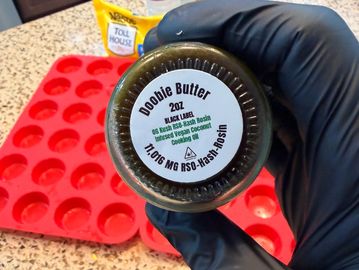 Nestle
TOLL
HOUSE
Doobie Butter
2oz
BLACK LABEL
OG Kush RSO-Hash Rosin
Infused Vegan Coconut
Cooking Oil
11,016 MG RSO-Hash-Rosin